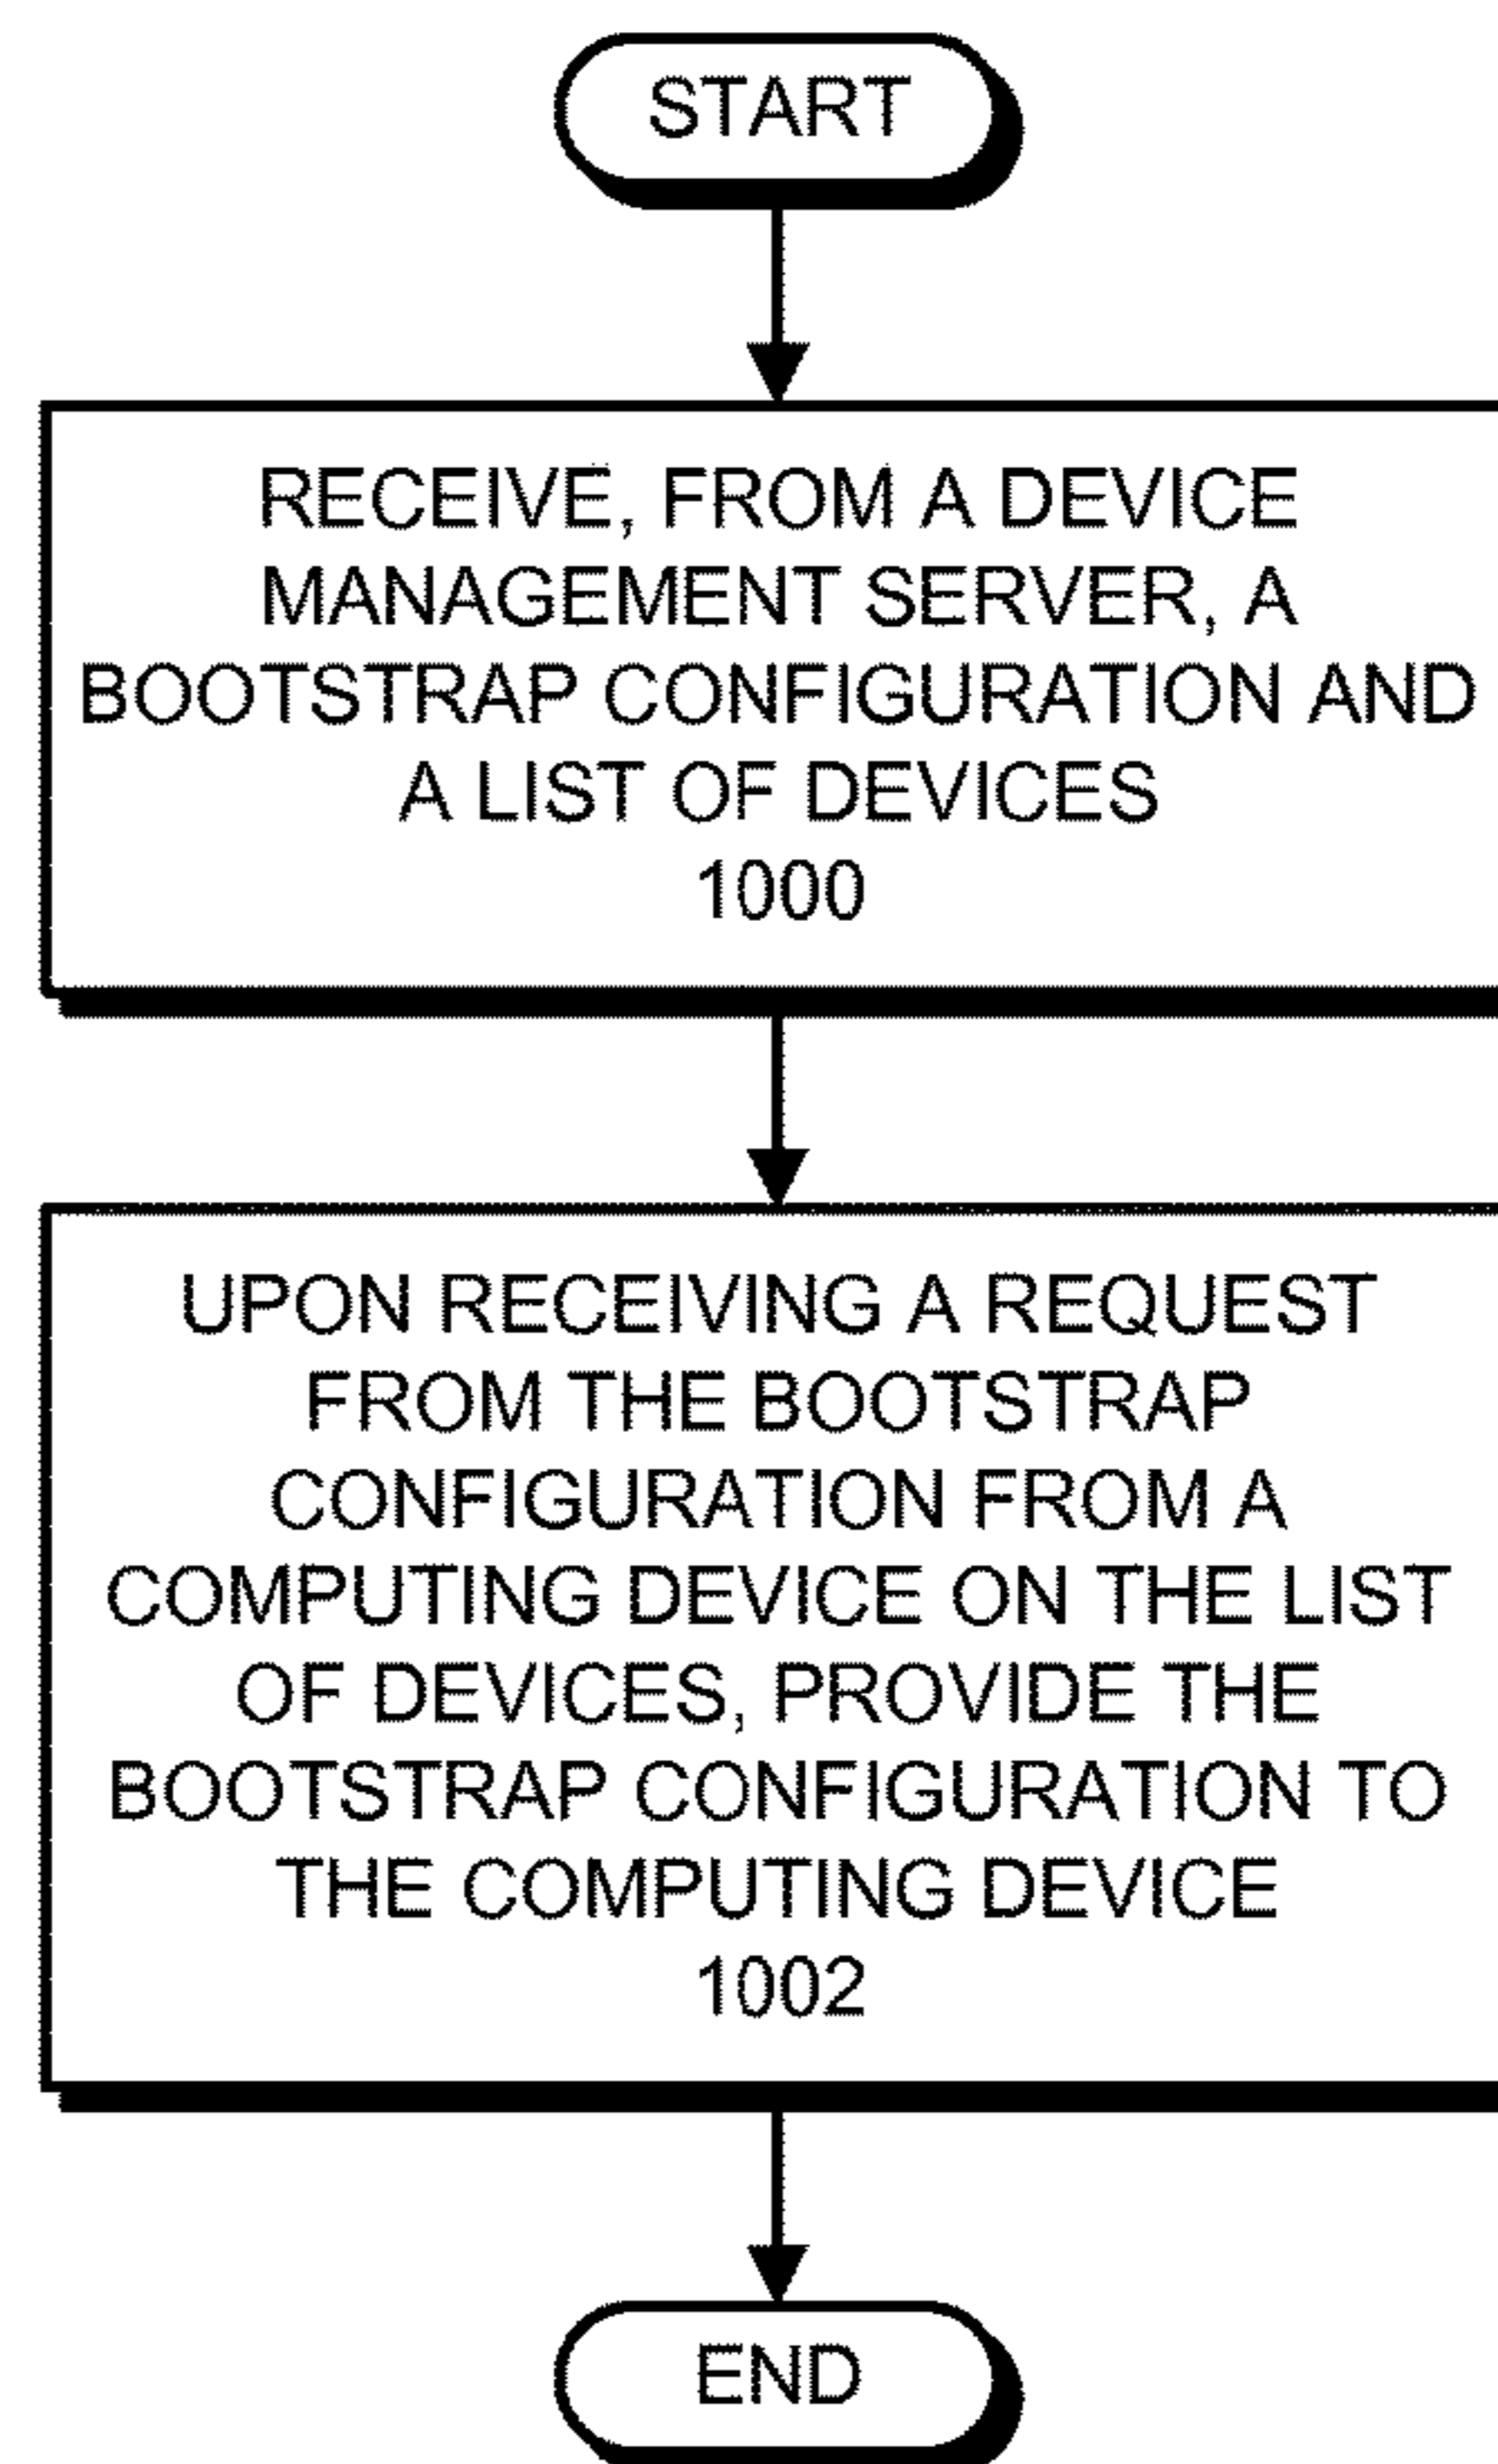 START
RECEIVE, FROM A DEVICE
MANAGEMENT SERVER, A
BOOTSTRAP CONFIGURATION AND
A LIST OF DEVICES
1000
UPON RECEIVING A REQUEST
FROM THE BOOTSTRAP
CONFIGURATION FROM A
COMPUTING DEVICE ON THE LIST
OF DEVICES, PROVIDE THE
BOOTSTRAP CONFIGURATION TO
THE COMPUTING DEVICE
1002
END